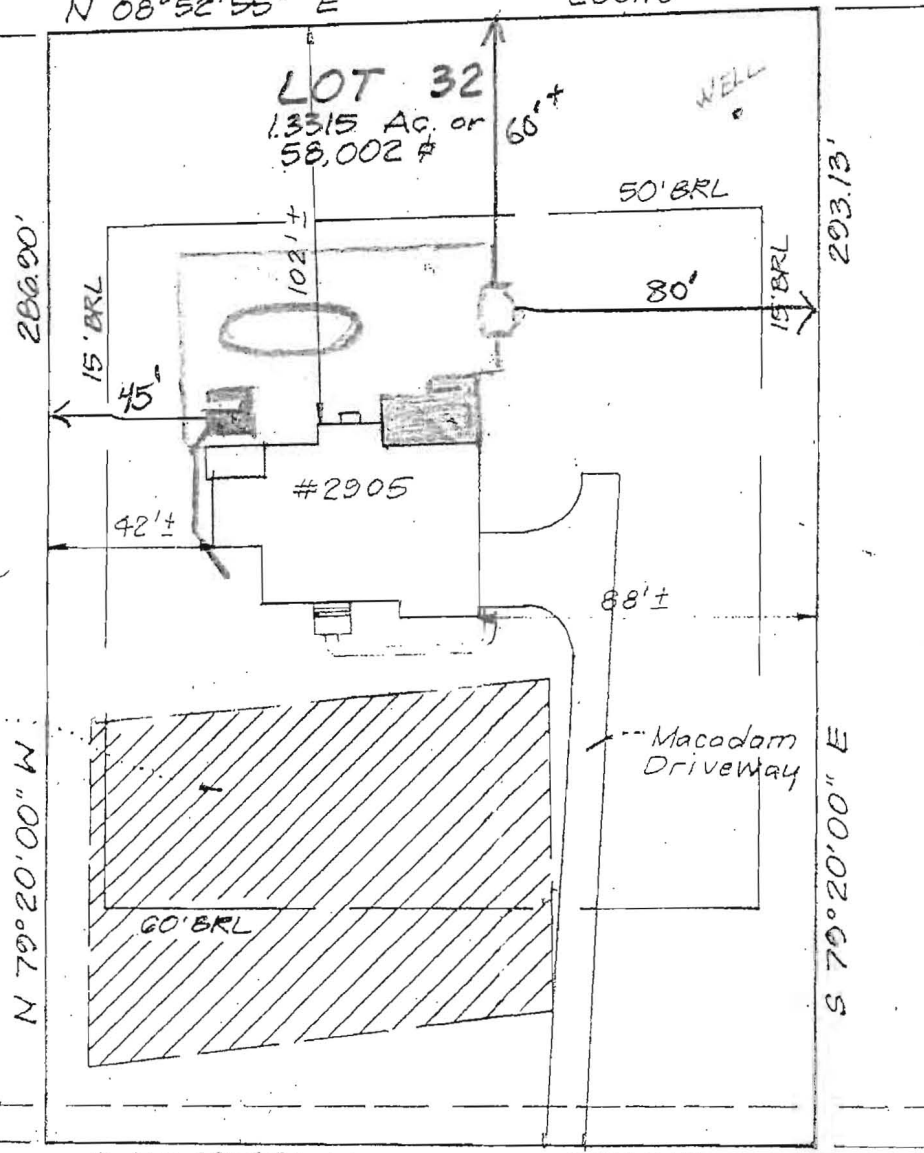 N 08°52'55" E
LOT 32
1.3315 Ac. or
58,002 ⏍
60'+
WELL
286.90'
293.13'
50' BRL
102'±
15' BRL
15' BRL
80'
45'
#2905
42'±
88'±
Macadam
Driveway
N 79°20'00" W
S 79°20'00" E
60' BRL